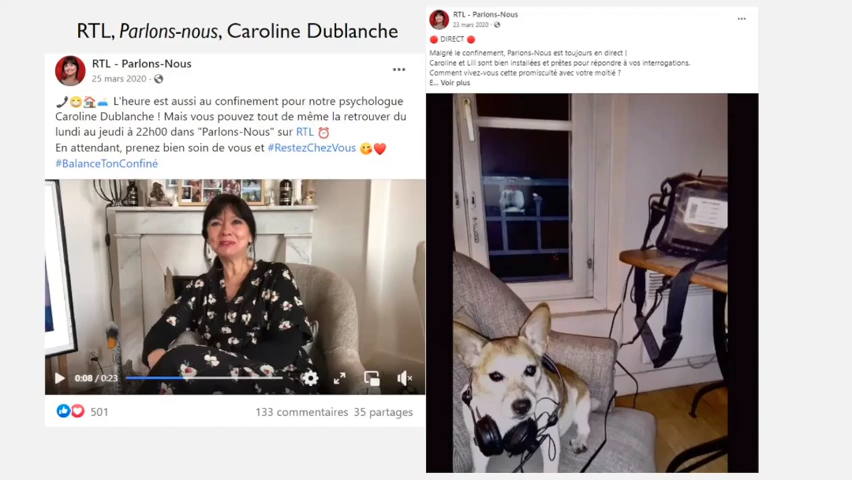 RTL, Parlons-nous, Caroline Dublanche
RTL - Parlons-Nous
25 mars 2020
L'heure est aussi au confinement pour notre psychologue
Caroline Dublanche ! Mais vous pouvez tout de même la retrouver du
lundi au jeudi à 22h00 dans "Parlons-Nous" sur RTL
En attendant, prenez bien soin de vous et #RestezChezVous
#BalanceTonConfiné
0:08 / 0:23
501
133 commentaires 35 partages
RTL - Parlons-Nous
23 mars 2020
DIRECT
Malgré le confinement, Parlons-Nous est toujours en direct !
Caroline et Lili sont bien installées et prêtes pour répondre à vos interrogations.
Comment vivez-vous cette promiscuité avec votre moitié ?
E... Voir plus